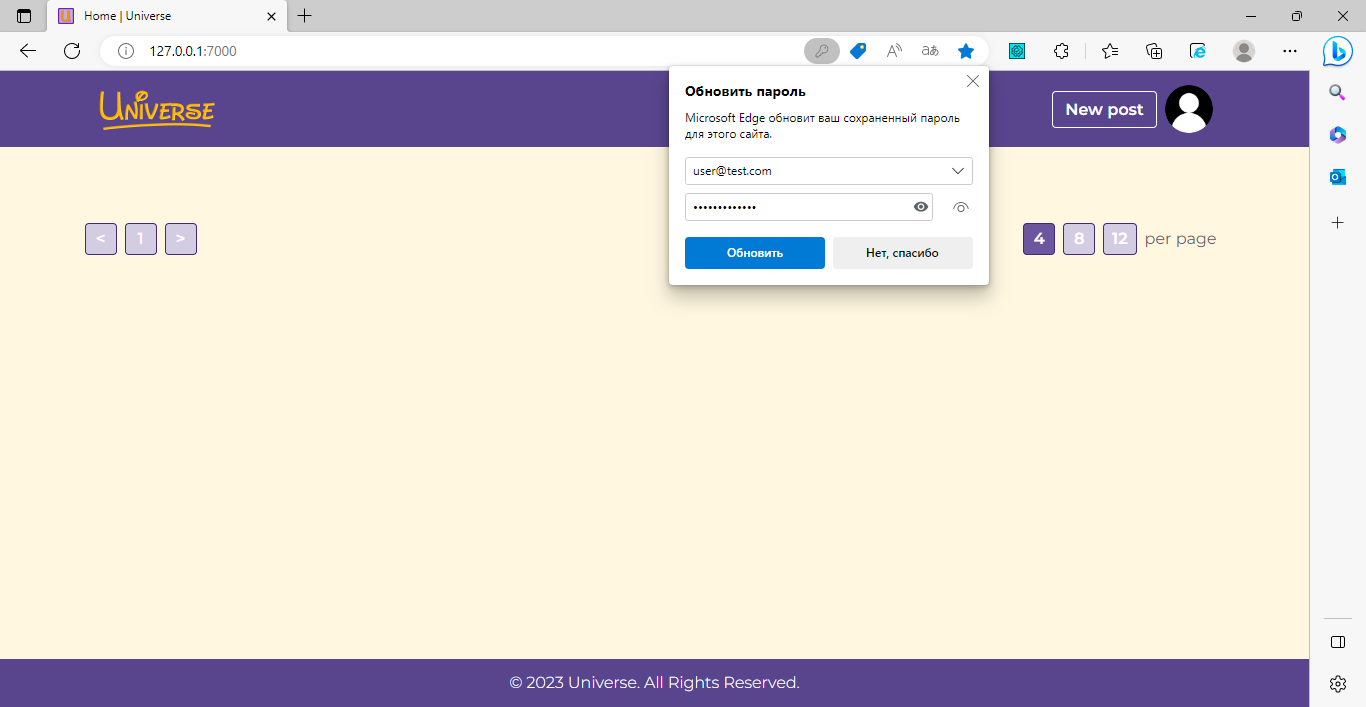 Home | Universe
127.0.0.1:7000
аあ
Universe
New post
Обновить пароль
Microsoft Edge обновит ваш сохраненный пароль
для этого сайта.
user@test.com
•••••••••••••
Обновить
Нет, спасибо
< 1 >
4 8 12 per page
© 2023 Universe. All Rights Reserved.